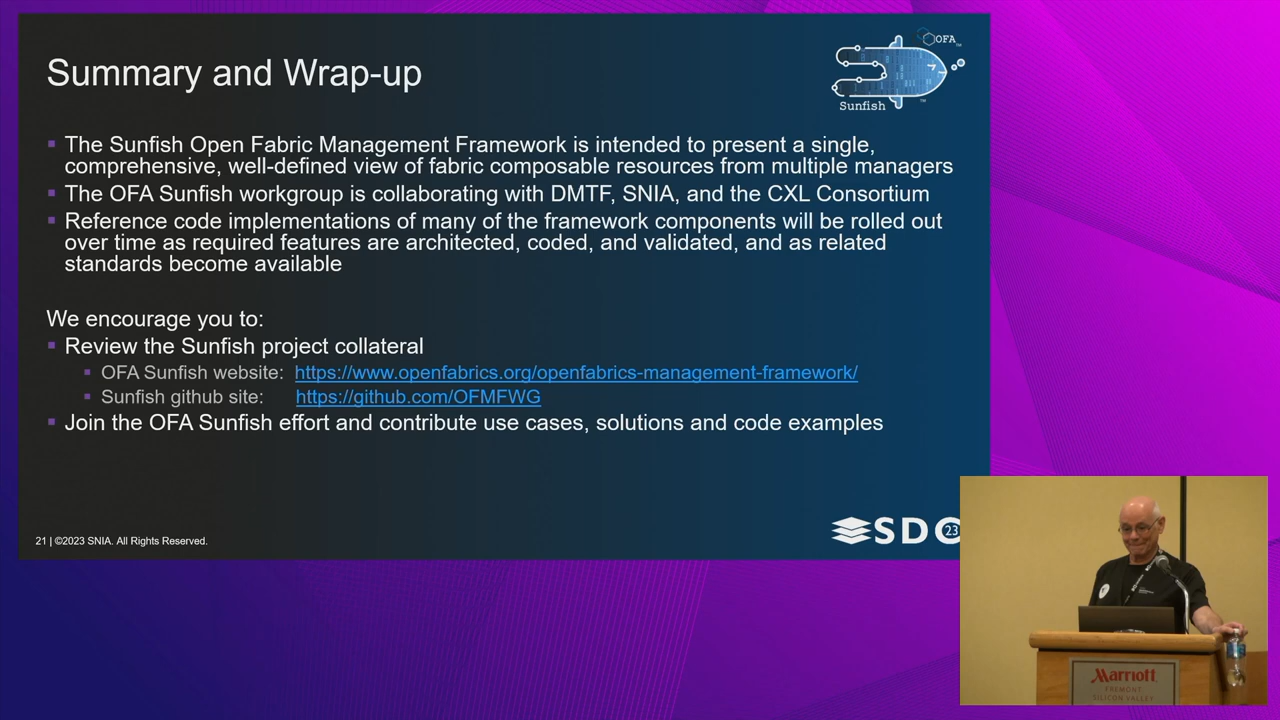 Summary and Wrap-up
OFA
TM
Sunfish
TM
▪ The Sunfish Open Fabric Management Framework is intended to present a single,
comprehensive, well-defined view of fabric composable resources from multiple managers
▪ The OFA Sunfish workgroup is collaborating with DMTF, SNIA, and the CXL Consortium
▪ Reference code implementations of many of the framework components will be rolled out
over time as required features are architected, coded, and validated, and as related
standards become available
We encourage you to:
▪ Review the Sunfish project collateral
▪ OFA Sunfish website: https://www.openfabrics.org/openfabrics-management-framework/
▪ Sunfish github site: https://github.com/OFMFWG
▪ Join the OFA Sunfish effort and contribute use cases, solutions and code examples
21 | ©2023 SNIA. All Rights Reserved.
SDC 23
Marriott
FREMONT
SILICON VALLEY